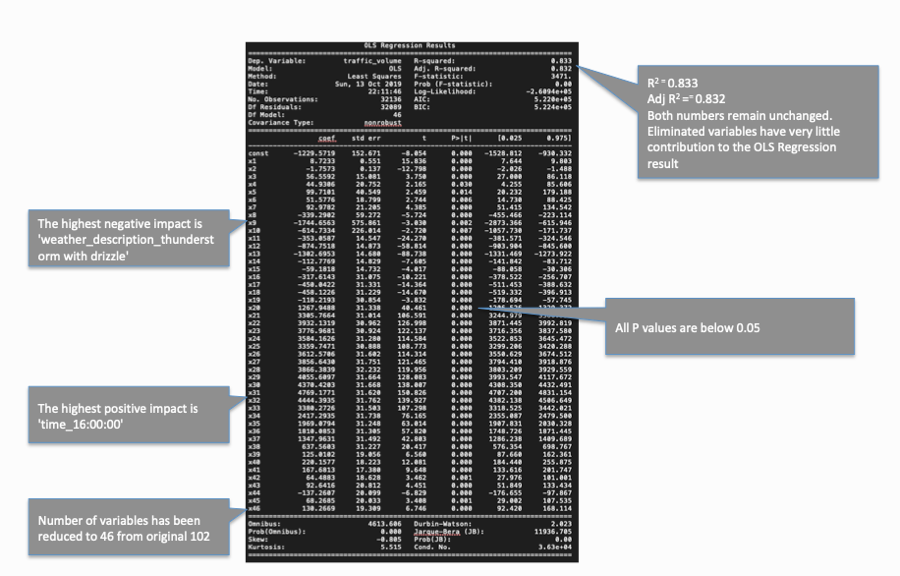 OLS Regression Results
Dep. Variable: traffic_volume R-squared: 0.833
Model: OLS Adj. R-squared: 0.832
Method: Least Squares F-statistic: 3471.
Date: Sun, 13 Oct 2019 Prob (F-statistic): 0.00
Time: 22:11:46 Log-Likelihood: -2.6094e+05
No. Observations: 32136 AIC: 5.220e+05
Df Residuals: 32089 BIC: 5.224e+05
Df Model: 46
Covariance Type: nonrobust
coef std err t P>|t| [0.025 0.975]
const -1229.5719 152.671 -8.054 0.000 -1528.812 -930.332
x1 8.7233 0.551 15.836 0.000 7.644 9.803
x2 -1.7573 0.137 -12.798 0.000 -2.026 -1.488
x3 56.5592 15.081 3.750 0.000 27.000 86.118
x4 44.9306 20.752 2.165 0.030 4.255 85.606
x5 99.7101 40.549 2.459 0.014 20.232 179.188
x6 51.5776 18.799 2.744 0.006 14.730 88.425
x7 92.9782 21.205 4.385 0.000 51.415 134.542
x8 -339.2902 59.272 -5.724 0.000 -455.466 -223.114
x9 -1744.6563 575.861 -3.030 0.002 -2873.366 -615.946
x10 -614.7334 226.014 -2.720 0.007 -1057.730 -171.737
x11 -353.0587 14.547 -24.270 0.000 -381.571 -324.546
x12 -874.7518 14.873 -58.814 0.000 -903.904 -845.600
x13 -1302.6953 14.680 -88.738 0.000 -1331.469 -1273.922
x14 -112.7769 14.829 -7.605 0.000 -141.842 -83.712
x15 -59.1818 14.732 -4.017 0.000 -88.058 -30.306
x16 -317.6143 31.075 -10.221 0.000 -378.522 -256.707
x17 -450.0422 31.331 -14.364 0.000 -511.453 -388.632
x18 -458.1226 31.229 -14.670 0.000 -519.332 -396.913
x19 -118.2193 30.854 -3.832 0.000 -178.694 -57.745
x20 1267.9488 31.338 40.461 0.000
x21 3305.7664 31.014 106.591 0.000 3244.979
x22 3932.1319 30.962 126.998 0.000 3871.445 3992.819
x23 3776.9681 30.924 122.137 0.000 3716.356 3837.580
x24 3584.1626 31.280 114.584 0.000 3522.853 3645.472
x25 3359.7471 30.888 108.773 0.000 3299.206 3420.288
x26 3612.5706 31.602 114.314 0.000 3550.629 3674.512
x27 3856.6430 31.751 121.465 0.000 3794.410 3918.876
x28 3866.3839 32.232 119.956 0.000 3803.209 3929.559
x29 4055.6097 31.664 128.083 0.000 3993.547 4117.672
x30 4370.4203 31.668 138.007 0.000 4308.350 4432.491
x31 4769.1771 31.620 150.826 0.000 4707.200 4831.154
x32 4444.3935 31.762 139.927 0.000 4382.138 4506.649
x33 3380.2726 31.503 107.298 0.000 3318.525 3442.021
x34 2417.2935 31.738 76.165 0.000 2355.087 2479.500
x35 1969.0794 31.248 63.014 0.000 1907.831 2030.328
x36 1810.0853 31.305 57.820 0.000 1748.726 1871.445
x37 1347.9631 31.492 42.803 0.000 1286.238 1409.689
x38 637.5603 31.227 20.417 0.000 576.354 698.767
x39 125.0102 19.056 6.560 0.000 87.660 162.361
x40 220.1577 18.223 12.081 0.000 184.440 255.875
x41 167.6813 17.380 9.648 0.000 133.616 201.747
x42 64.4883 18.628 3.462 0.001 27.976 101.001
x43 92.6416 20.812 4.451 0.000 51.849 133.434
x44 -137.2607 20.099 -6.829 0.000 -176.655 -97.867
x45 68.2685 20.033 3.408 0.001 29.002 107.535
x46 130.2669 19.309 6.746 0.000 92.420 168.114
Omnibus: 4613.606 Durbin-Watson: 2.023
Prob(Omnibus): 0.000 Jarque-Bera (JB): 11936.705
Skew: -0.805 Prob(JB): 0.00
Kurtosis: 5.515 Cond. No. 3.63e+04
R² = 0.833
Adj R² = 0.832
Both numbers remain unchanged.
Eliminated variables have very little
contribution to the OLS Regression
result
The highest negative impact is
'weather_description_thunderst
orm with drizzle'
All P values are below 0.05
The highest positive impact is
'time_16:00:00'
Number of variables has been
reduced to 46 from original 102